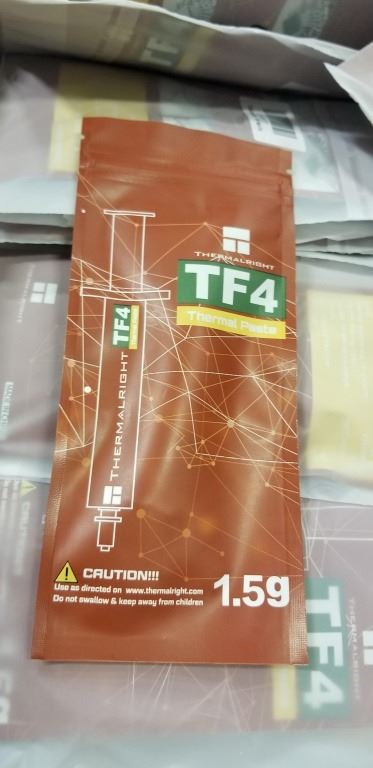 THERMALRIGHT
TF4
Thermal Paste
THERMALRIGHT TF4
CAUTION!!!
Use as directed on www.thermalright.com
Do not swallow & keep away from children
1.5g
TF4
THERMALRIGHT